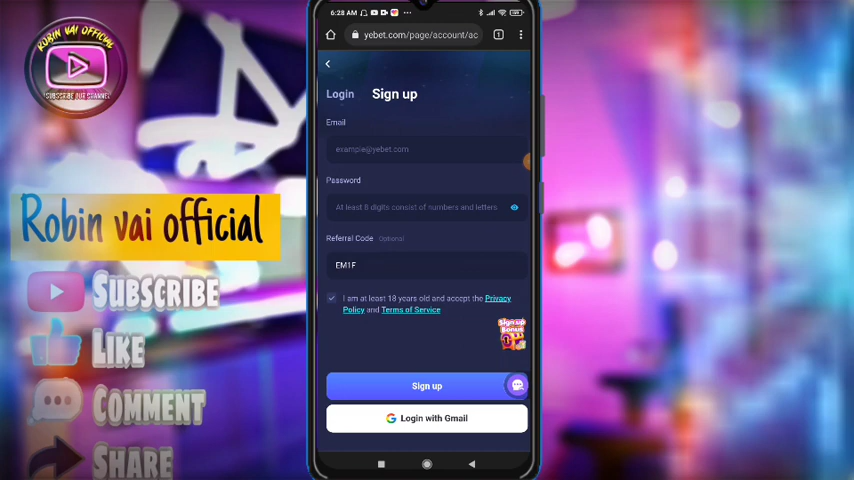 ROBIN VAI OFFICIAL
SUBSCRIBE OUR CHANNEL
Robin vai official
SUBSCRIBE
LIKE
COMMENT
SHARE
6:28 AM
yebet.com/page/account/ac
1
Login Sign up
Email
example@yebet.com
Password
At least 8 digits consist of numbers and letters
Referral Code Optional
EM1F
I am at least 18 years old and accept the Privacy
Policy and Terms of Service
Sign up
Bonus
Sign up
G Login with Gmail